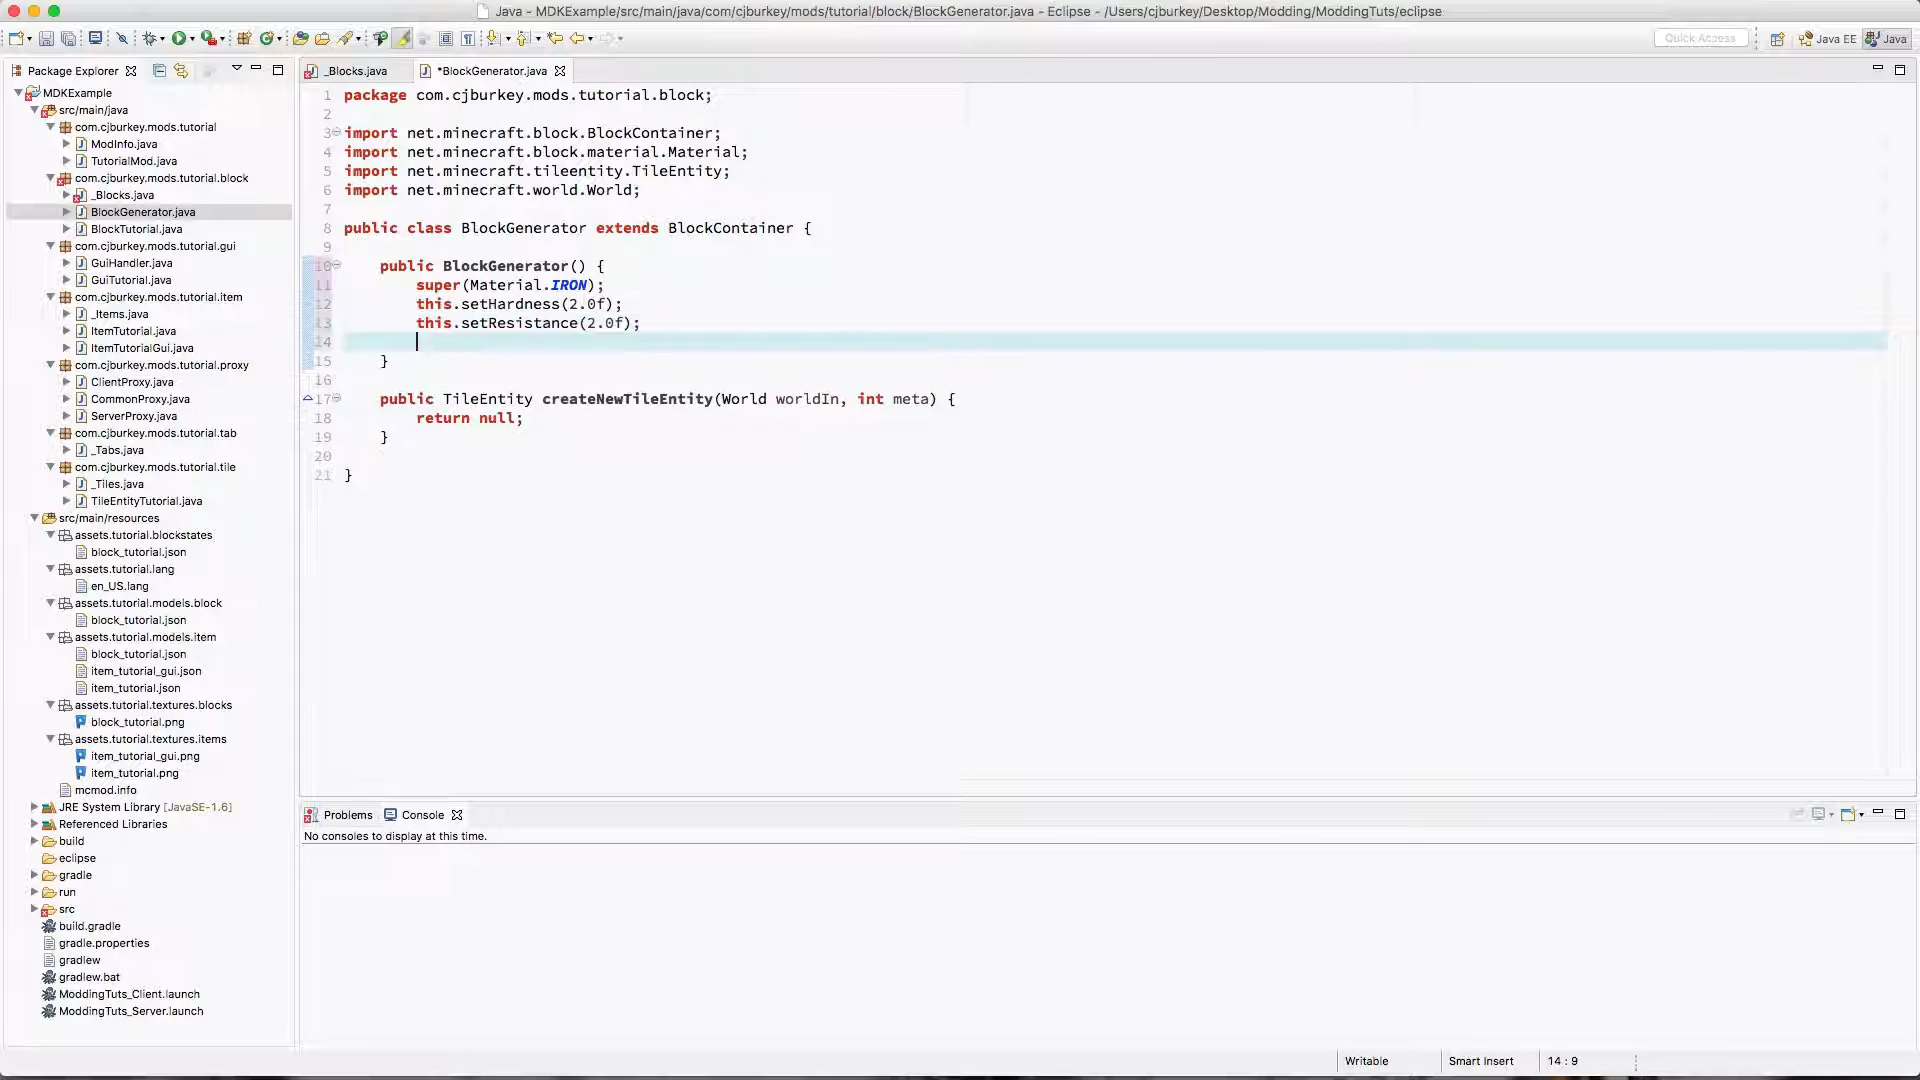 Java - MDKExample/src/main/java/com/cjburkey/mods/tutorial/block/BlockGenerator.java - Eclipse - /Users/cjburkey/Desktop/Modding/ModdingTuts/eclipse
Quick Access
Java EE
Java
Package Explorer
_Blocks.java
*BlockGenerator.java
MDKExample
src/main/java
com.cjburkey.mods.tutorial
ModInfo.java
TutorialMod.java
com.cjburkey.mods.tutorial.block
_Blocks.java
BlockGenerator.java
BlockTutorial.java
com.cjburkey.mods.tutorial.gui
GuiHandler.java
GuiTutorial.java
com.cjburkey.mods.tutorial.item
_Items.java
ItemTutorial.java
ItemTutorialGui.java
com.cjburkey.mods.tutorial.proxy
ClientProxy.java
CommonProxy.java
ServerProxy.java
com.cjburkey.mods.tutorial.tab
_Tabs.java
com.cjburkey.mods.tutorial.tile
_Tiles.java
TileEntityTutorial.java
src/main/resources
assets.tutorial.blockstates
block_tutorial.json
assets.tutorial.lang
en_US.lang
assets.tutorial.models.block
block_tutorial.json
assets.tutorial.models.item
block_tutorial.json
item_tutorial_gui.json
item_tutorial.json
assets.tutorial.textures.blocks
block_tutorial.png
assets.tutorial.textures.items
item_tutorial_gui.png
item_tutorial.png
mcmod.info
JRE System Library [JavaSE-1.6]
Referenced Libraries
build
eclipse
gradle
run
src
build.gradle
gradle.properties
gradlew
gradlew.bat
ModdingTuts_Client.launch
ModdingTuts_Server.launch
1 package com.cjburkey.mods.tutorial.block;
2
3 import net.minecraft.block.BlockContainer;
4 import net.minecraft.block.material.Material;
5 import net.minecraft.tileentity.TileEntity;
6 import net.minecraft.world.World;
7
8 public class BlockGenerator extends BlockContainer {
9
10 public BlockGenerator() {
11 super(Material.IRON);
12 this.setHardness(2.0f);
13 this.setResistance(2.0f);
14
15 }
16
17 public TileEntity createNewTileEntity(World worldIn, int meta) {
18 return null;
19 }
20
21 }
Problems
Console
No consoles to display at this time.
Writable
Smart Insert
14 : 9